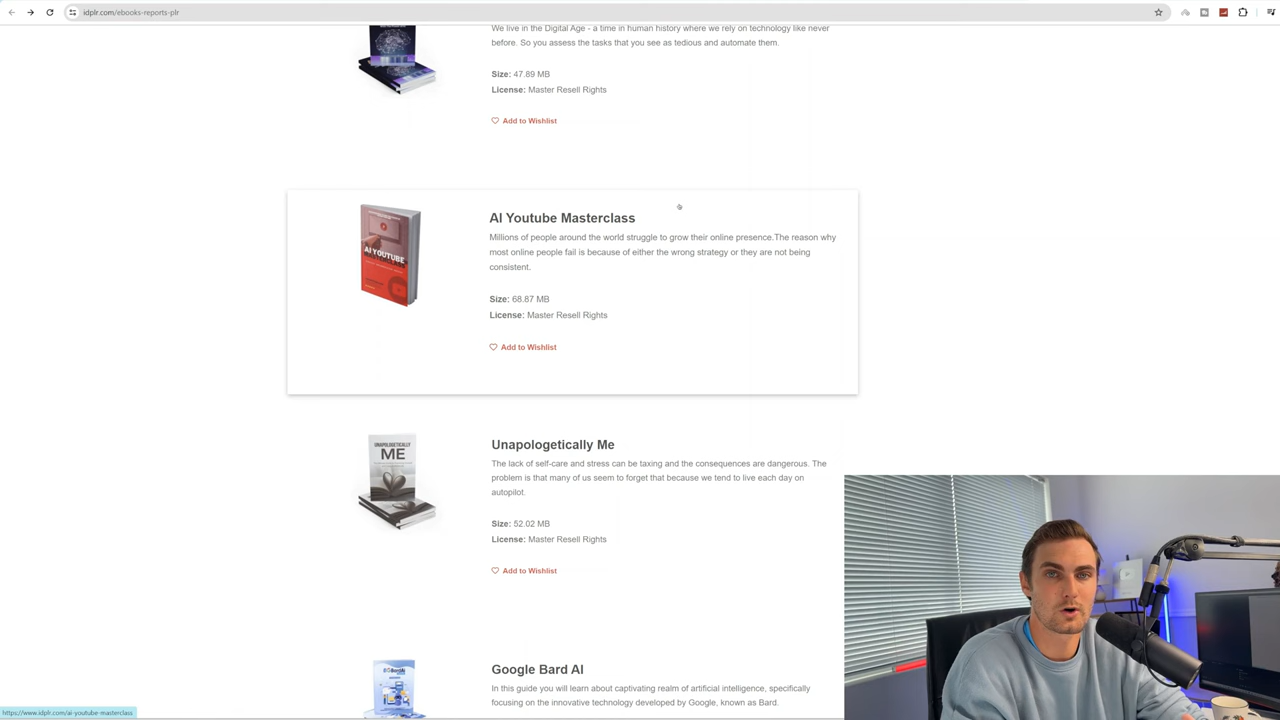 idplr.com/ebooks-reports-plr
We live in the Digital Age - a time in human history where we rely on technology like never
before. So you assess the tasks that you see as tedious and automate them.
Size: 47.89 MB
License: Master Resell Rights
Add to Wishlist
AI YOUTUBE
AI Youtube Masterclass
Millions of people around the world struggle to grow their online presence.The reason why
most online people fail is because of either the wrong strategy or they are not being
consistent.
Size: 68.87 MB
License: Master Resell Rights
Add to Wishlist
UNAPOLOGETICALLY
ME
Unapologetically Me
The lack of self-care and stress can be taxing and the consequences are dangerous. The
problem is that many of us seem to forget that because we tend to live each day on
autopilot.
Size: 52.02 MB
License: Master Resell Rights
Add to Wishlist
Google Bard AI
In this guide you will learn about captivating realm of artificial intelligence, specifically
focusing on the innovative technology developed by Google, known as Bard.
https://www.idplr.com/ai-youtube-masterclass